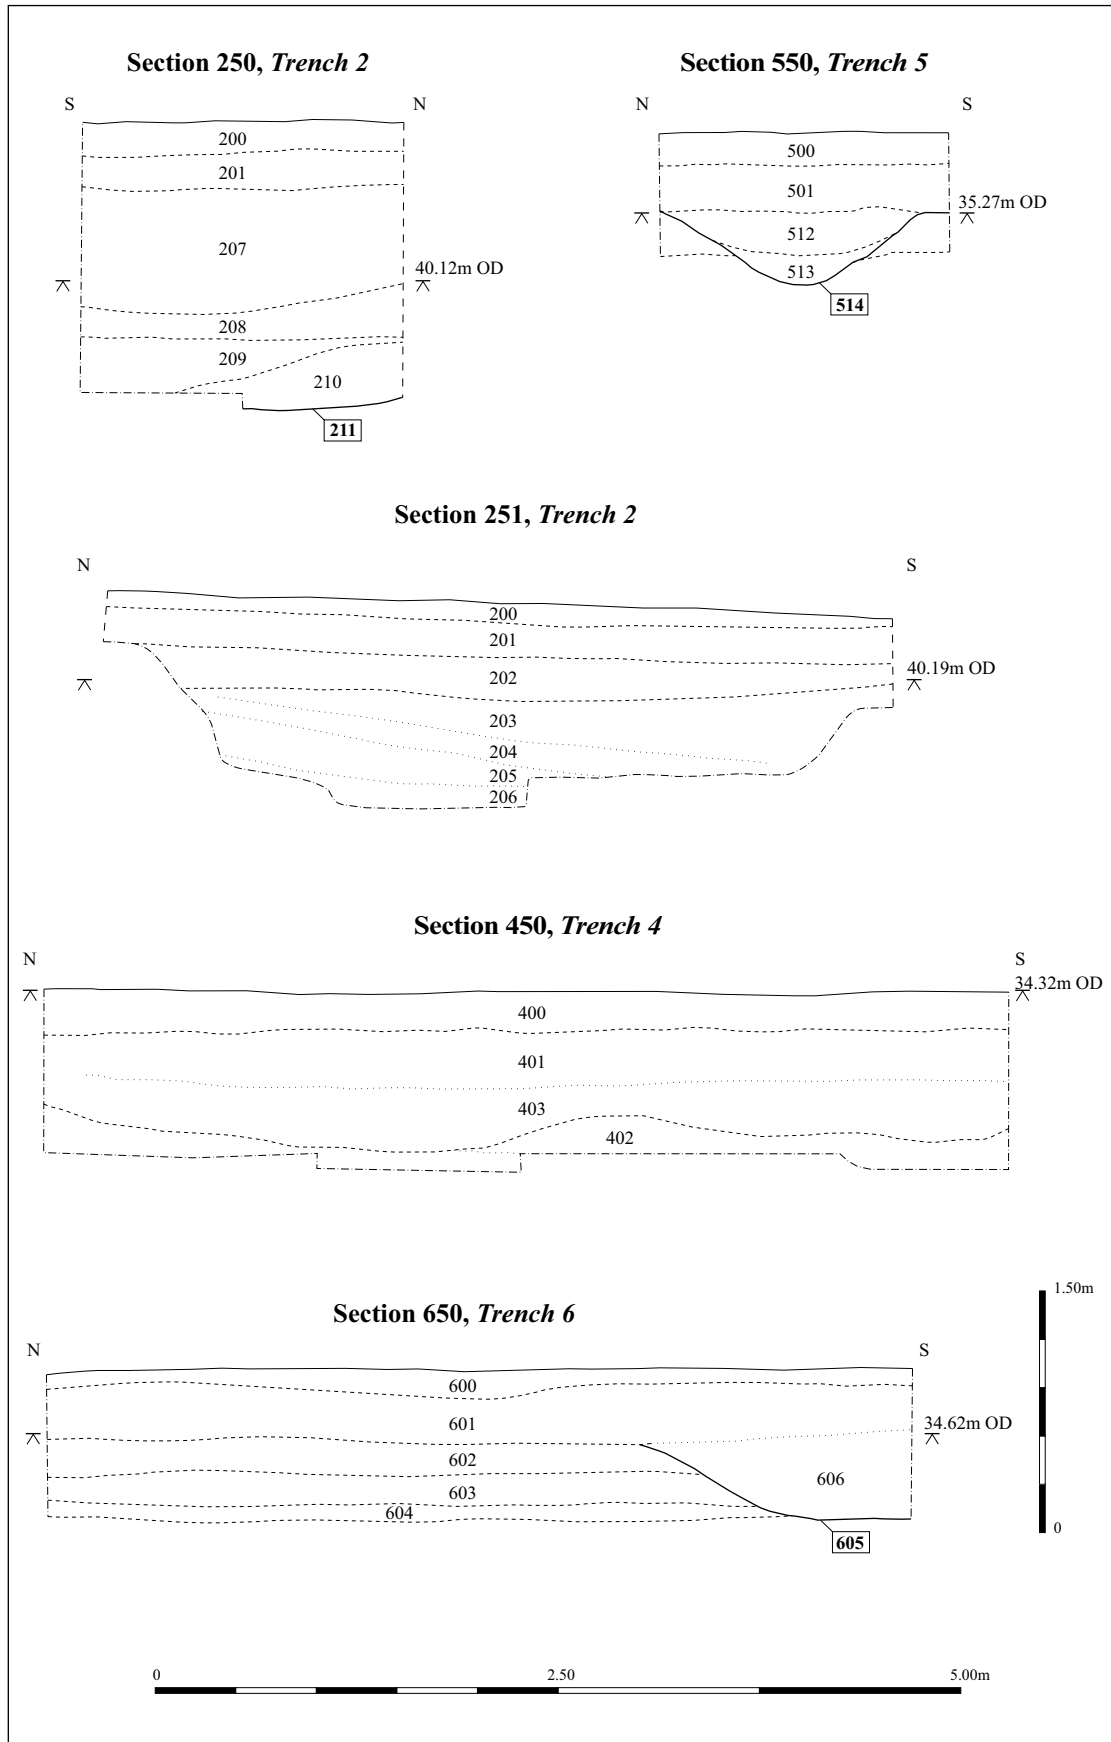 Section 250, Trench 2
S N
200
201
207
40.12m OD
208
209
210
211
Section 550, Trench 5
N S
500
501
35.27m OD
512
513
514
Section 251, Trench 2
N S
200
201
202
40.19m OD
203
204
205
206
Section 450, Trench 4
N S
34.32m OD
400
401
403
402
Section 650, Trench 6
N S
600
601
34.62m OD
602
606
603
604
605
1.50m
0
0 2.50 5.00m